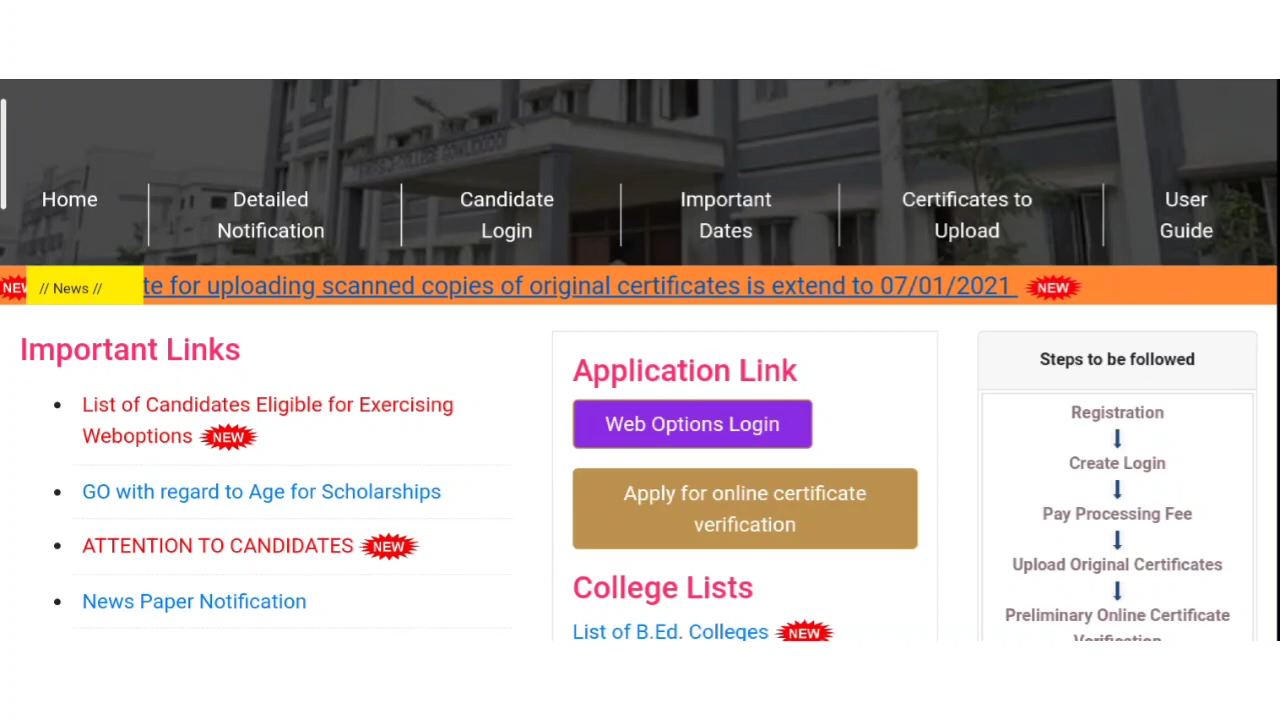 Home
Detailed
Notification
Candidate
Login
Important
Dates
Certificates to
Upload
User
Guide
// News //
te for uploading scanned copies of original certificates is extend to 07/01/2021 NEW
Important Links
List of Candidates Eligible for Exercising
Weboptions NEW
GO with regard to Age for Scholarships
ATTENTION TO CANDIDATES NEW
News Paper Notification
Application Link
Web Options Login
Apply for online certificate
verification
College Lists
List of B.Ed. Colleges NEW
Steps to be followed
Registration
Create Login
Pay Processing Fee
Upload Original Certificates
Preliminary Online Certificate
Verification